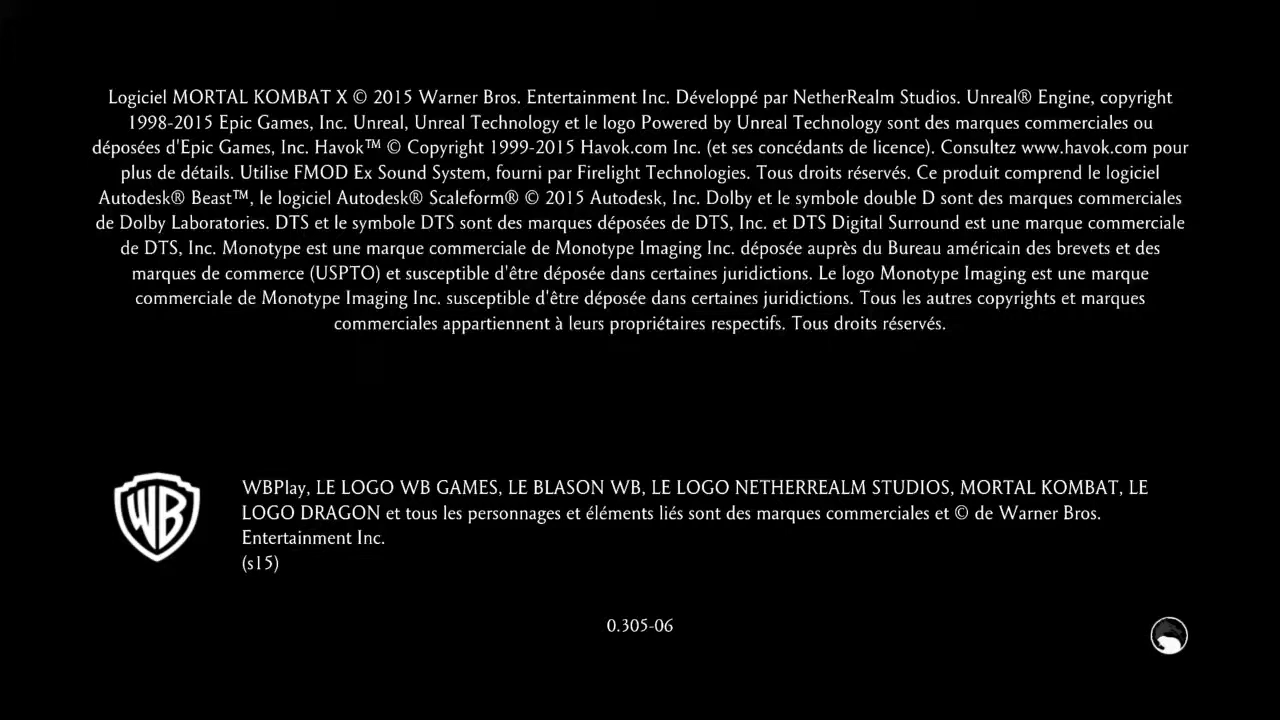 Logiciel MORTAL KOMBAT X © 2015 Warner Bros. Entertainment Inc. Développé par NetherRealm Studios. Unreal® Engine, copyright
1998-2015 Epic Games, Inc. Unreal, Unreal Technology et le logo Powered by Unreal Technology sont des marques commerciales ou
déposées d'Epic Games, Inc. Havok™ © Copyright 1999-2015 Havok.com Inc. (et ses concédants de licence). Consultez www.havok.com pour
plus de détails. Utilise FMOD Ex Sound System, fourni par Firelight Technologies. Tous droits réservés. Ce produit comprend le logiciel
Autodesk® Beast™, le logiciel Autodesk® Scaleform® © 2015 Autodesk, Inc. Dolby et le symbole double D sont des marques commerciales
de Dolby Laboratories. DTS et le symbole DTS sont des marques déposées de DTS, Inc. et DTS Digital Surround est une marque commerciale
de DTS, Inc. Monotype est une marque commerciale de Monotype Imaging Inc. déposée auprès du Bureau américain des brevets et des
marques de commerce (USPTO) et susceptible d'être déposée dans certaines juridictions. Le logo Monotype Imaging est une marque
commerciale de Monotype Imaging Inc. susceptible d'être déposée dans certaines juridictions. Tous les autres copyrights et marques
commerciales appartiennent à leurs propriétaires respectifs. Tous droits réservés.
WB
WBPlay, LE LOGO WB GAMES, LE BLASON WB, LE LOGO NETHERREALM STUDIOS, MORTAL KOMBAT, LE
LOGO DRAGON et tous les personnages et éléments liés sont des marques commerciales et © de Warner Bros.
Entertainment Inc.
(s15)
0.305-06